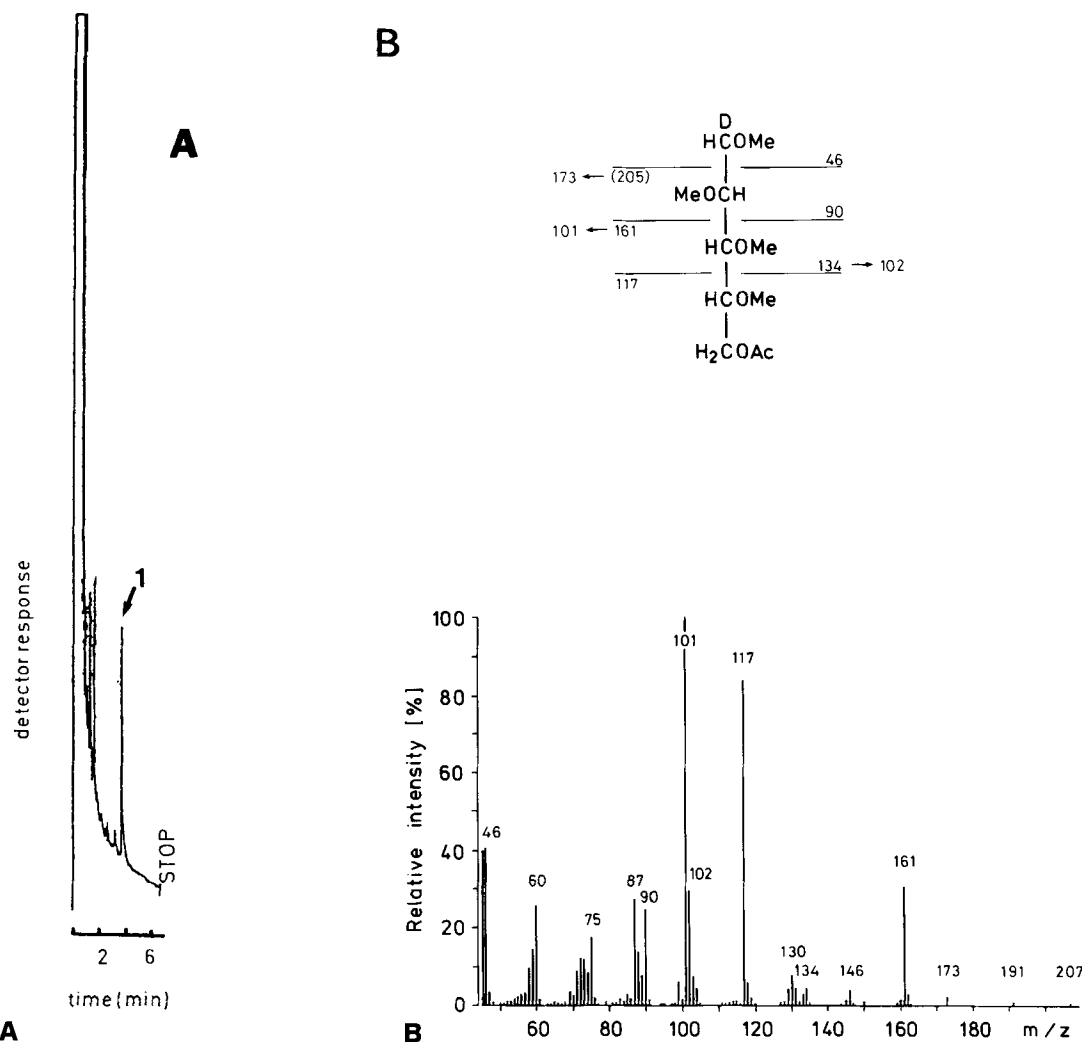 A
1
detector response
STOP
2 6
time(min)
A
B
D
HCOMe
46
173 ← (205)
MeOCH
90
101 ← 161
HCOMe
134 → 102
117
HCOMe
H₂COAc
Relative intensity [%]
100
80
60
40
20
0
46
60
75
87
90
101
102
117
130
134
146
161
173
191
207
60 80 100 120 140 160 180 m/z
B